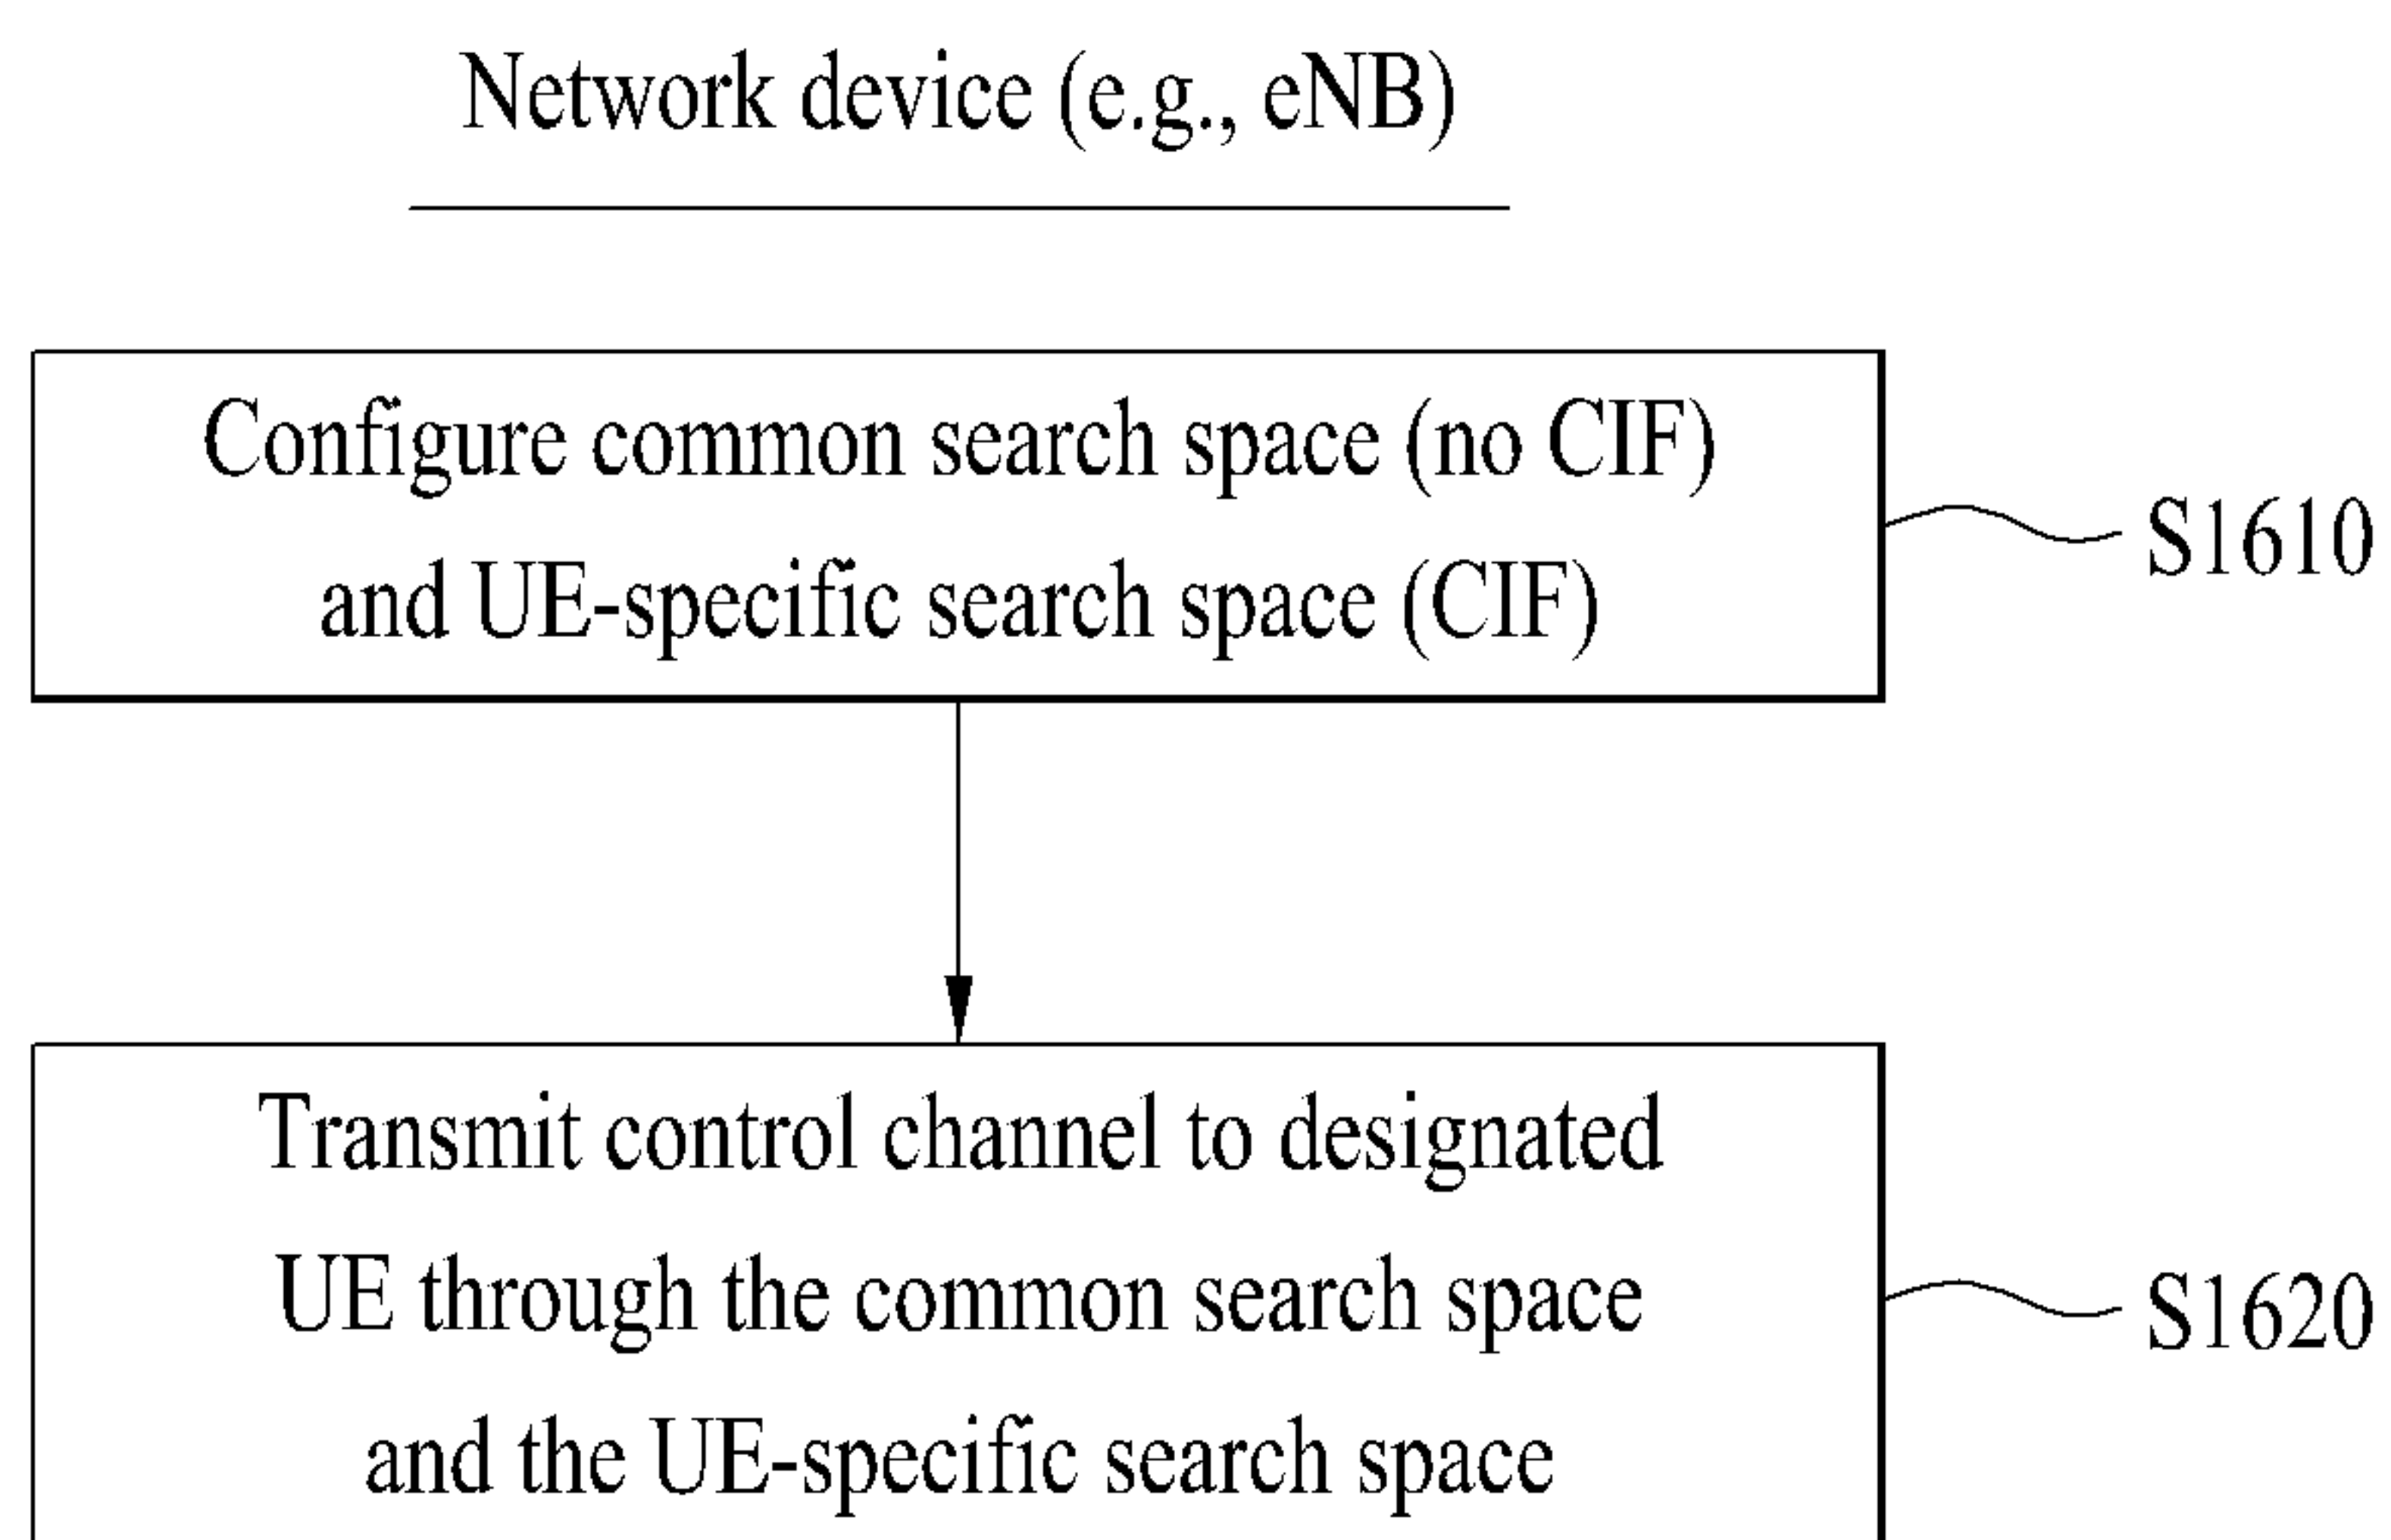 Network device (e.g., eNB)
Configure common search space (no CIF)
and UE-specific search space (CIF)
S1610
Transmit control channel to designated
UE through the common search space
and the UE-specific search space
S1620